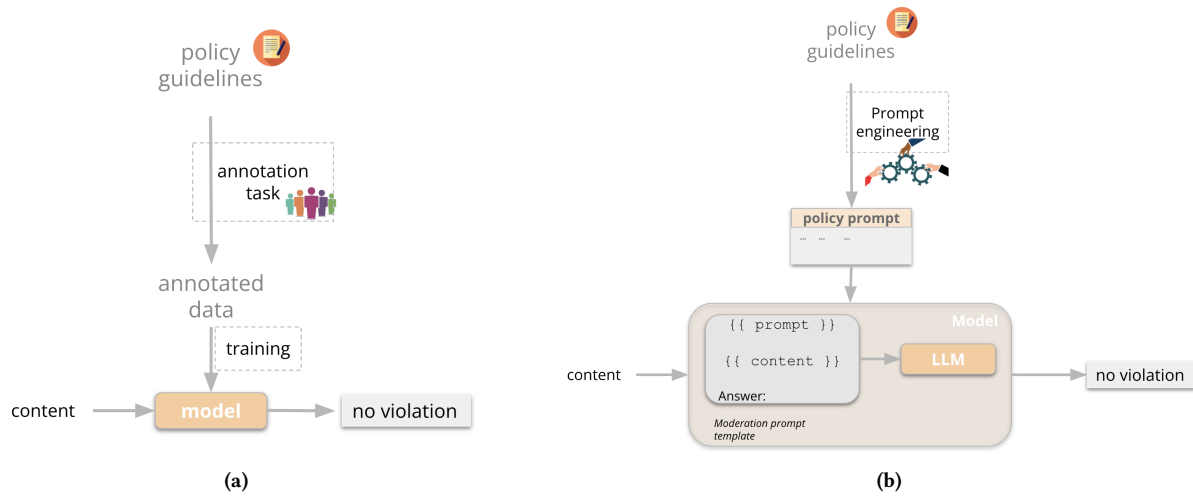 policy
guidelines
annotation
task
annotated
data
training
content
model
no violation
(a)
policy
guidelines
Prompt
engineering
policy prompt
… … …
Model
{{ prompt }}
{{ content }}
LLM
content
no violation
Answer:
Moderation prompt
template
(b)